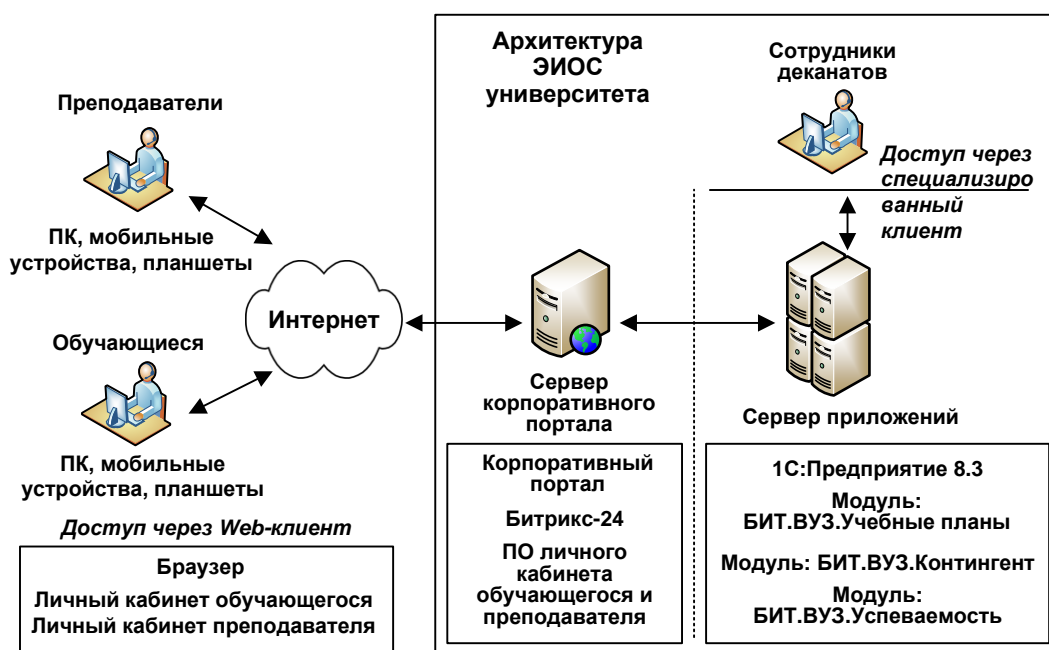 Архитектура
ЭИОС
университета
Сотрудники
деканатов
Преподаватели
Доступ через
специализиро
ванный
клиент
ПК, мобильные
устройства, планшеты
Интернет
Обучающиеся
Сервер
корпоративного
портала
Сервер приложений
ПК, мобильные
устройства, планшеты
Доступ через Web-клиент
Браузер
Личный кабинет обучающегося
Личный кабинет преподавателя
Корпоративный
портал
Битрикс-24
ПО личного
кабинета
обучающегося и
преподавателя
1С:Предприятие 8.3
Модуль:
БИТ.ВУЗ.Учебные планы
Модуль: БИТ.ВУЗ.Контингент
Модуль:
БИТ.ВУЗ.Успеваемость